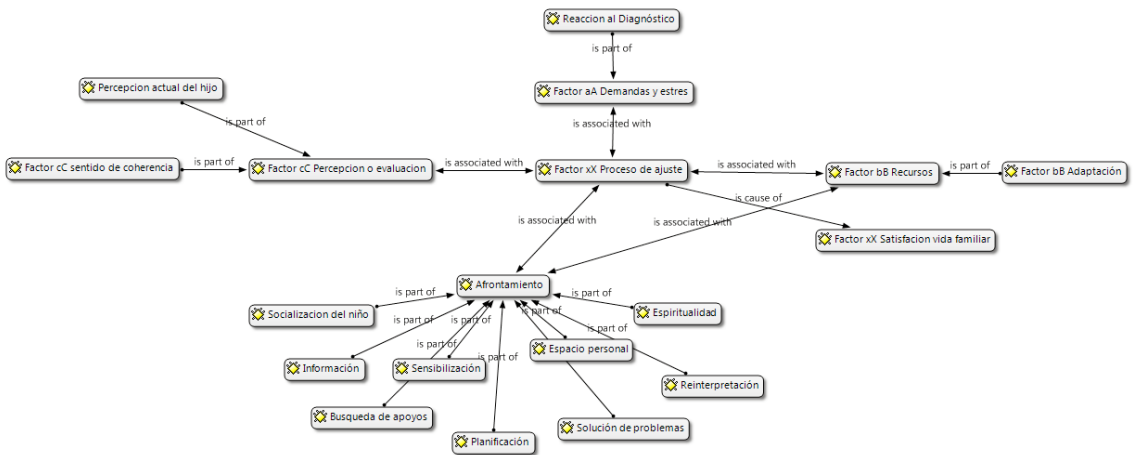 Reaccion al Diagnóstico
is part of
Percepcion actual del hijo
Factor aA Demandas y estres
is part of
is associated with
Factor cC sentido de coherencia
is part of
Factor cC Percepcion o evaluacion
is associated with
Factor xX Proceso de ajuste
is associated with
Factor bB Recursos
is part of
Factor bB Adaptación
is cause of
is associated with
is associated with
Factor xX Satisfacion vida familiar
Afrontamiento
is part of
is part of
Socializacion del niño
Espiritualidad
is part of
is part of
is part of
is part of
is part of
is part of
Espacio personal
is part of
Información
Sensibilización
Reinterpretación
Busqueda de apoyos
Solución de problemas
Planificación